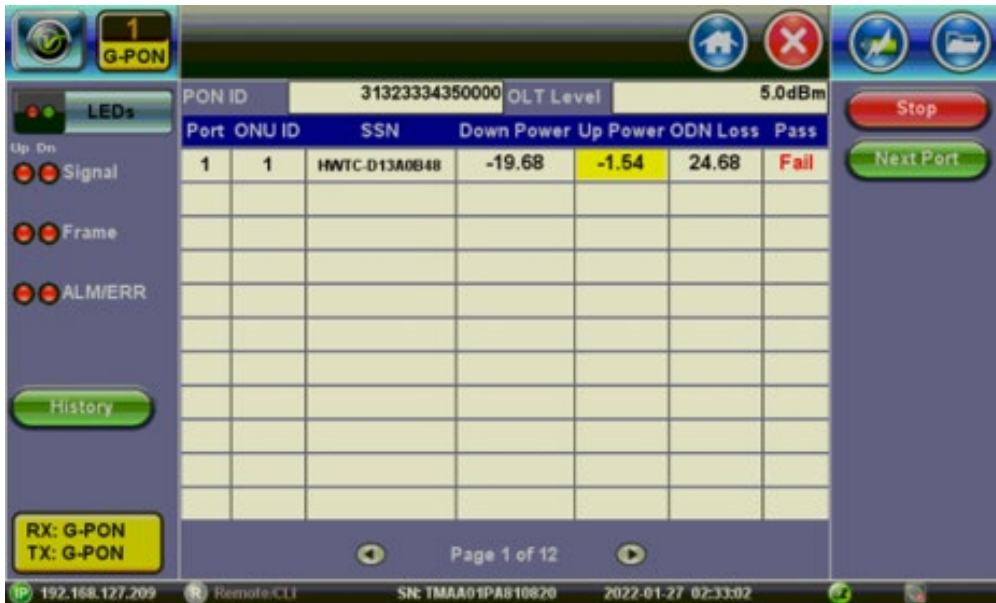 1
G-PON
LEDs
PON ID 31323334350000 OLT Level 5.0dBm
Stop
Port ONU ID SSN Down Power Up Power ODN Loss Pass
Up Dn
Signal
1 1 HWTC-D13A0B48 -19.68 -1.54 24.68 Fail
Next Port
Frame
ALM/ERR
History
RX: G-PON
TX: G-PON
Page 1 of 12
IP 192.168.127.209 R Remote:CLI SN: TMAA01PA810820 2022-01-27 02:33:02